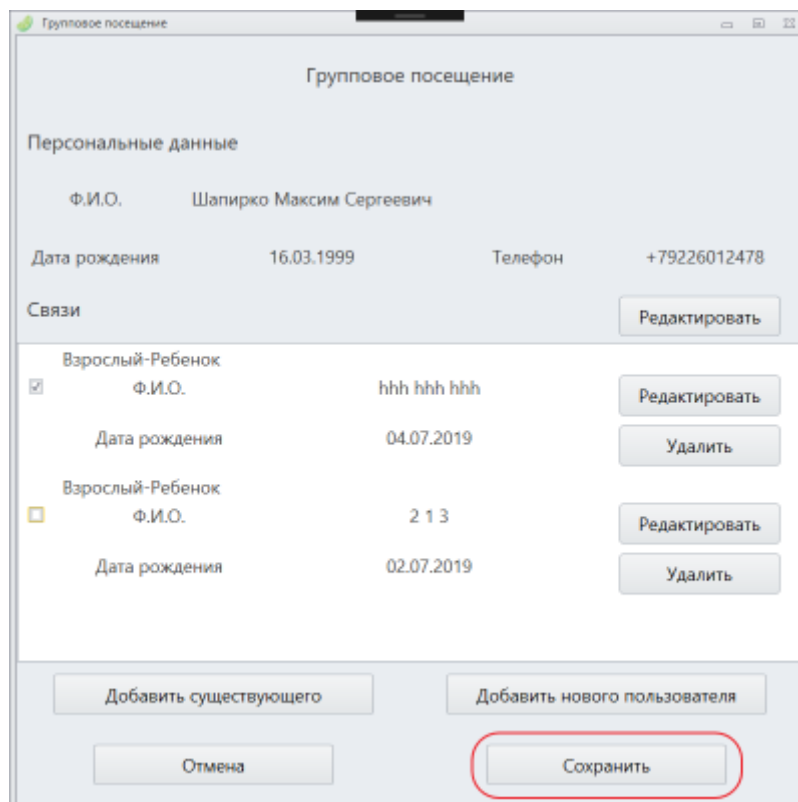 Групповое посещение
Групповое посещение
Персональные данные
Ф.И.О. Шапирко Максим Сергеевич
Дата рождения 16.03.1999 Телефон +79226012478
Связи Редактировать
Взрослый-Ребенок
Ф.И.О. hhh hhh hhh Редактировать
Дата рождения 04.07.2019 Удалить
Взрослый-Ребенок
Ф.И.О. 2 1 3 Редактировать
Дата рождения 02.07.2019 Удалить
Добавить существующего Добавить нового пользователя
Отмена Сохранить